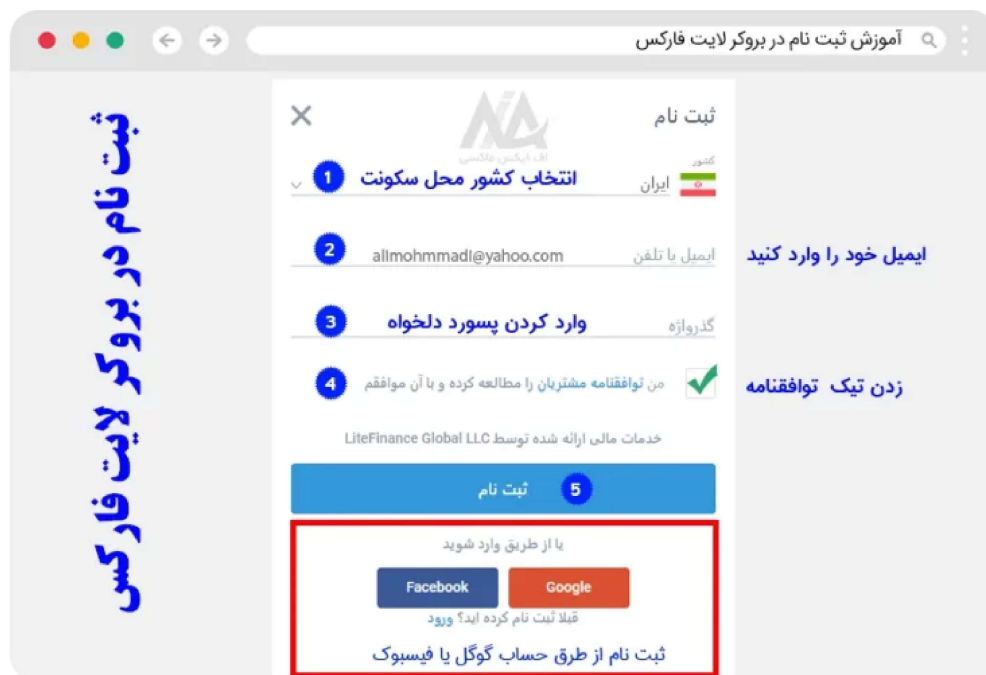 آموزش ثبت نام در بروکر لایت فارکس
ثبت نام در بروکر لایت فارکس
ثبت نام
اف ایکس ماکسی
کشور
ایران
انتخاب کشور محل سکونت
1
ایمیل خود را وارد کنید
ایمیل یا تلفن
alimohmmadi@yahoo.com
2
گذرواژه
وارد کردن پسورد دلخواه
3
زدن تیک توافقنامه
من توافقنامه مشتریان را مطالعه کرده و با آن موافقم
4
خدمات مالی ارائه شده توسط LiteFinance Global LLC
ثبت نام
5
یا از طریق وارد شوید
Facebook
Google
قبلا ثبت نام کرده اید؟ ورود
ثبت نام از طرق حساب گوگل یا فیسبوک